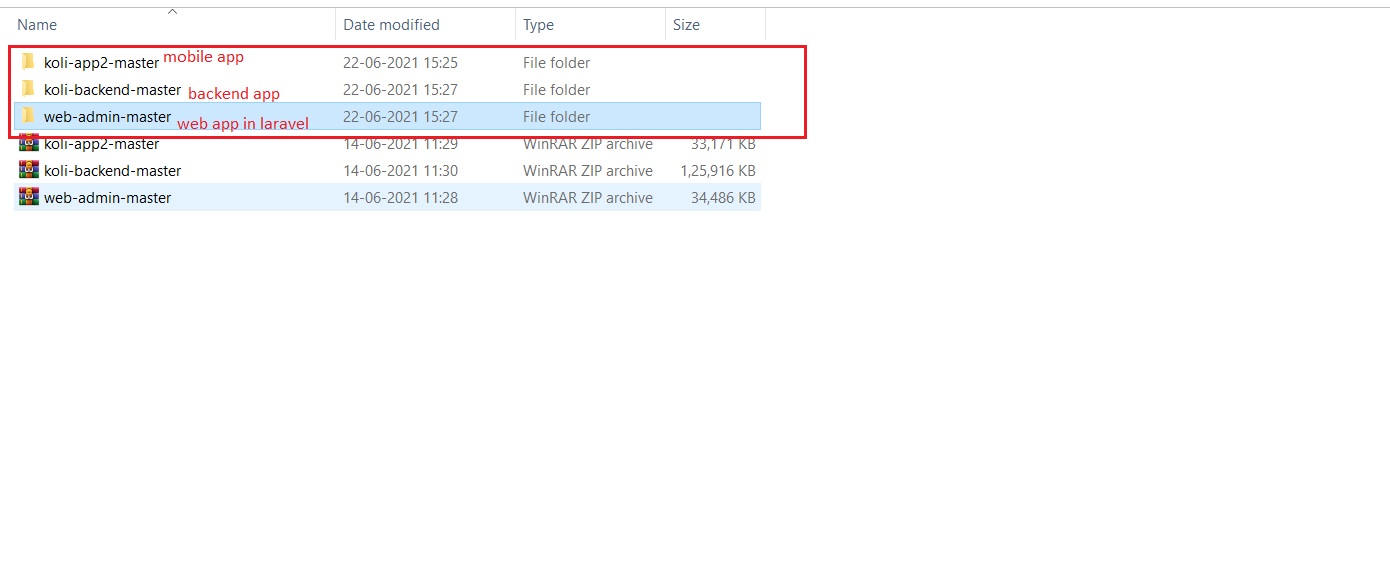 Name Date modified Type Size
koli-app2-master mobile app 22-06-2021 15:25 File folder
koli-backend-master backend app 22-06-2021 15:27 File folder
web-admin-master web app in laravel 22-06-2021 15:27 File folder
koli-app2-master 14-06-2021 11:29 WinRAR ZIP archive 33,171 KB
koli-backend-master 14-06-2021 11:30 WinRAR ZIP archive 1,25,916 KB
web-admin-master 14-06-2021 11:28 WinRAR ZIP archive 34,486 KB